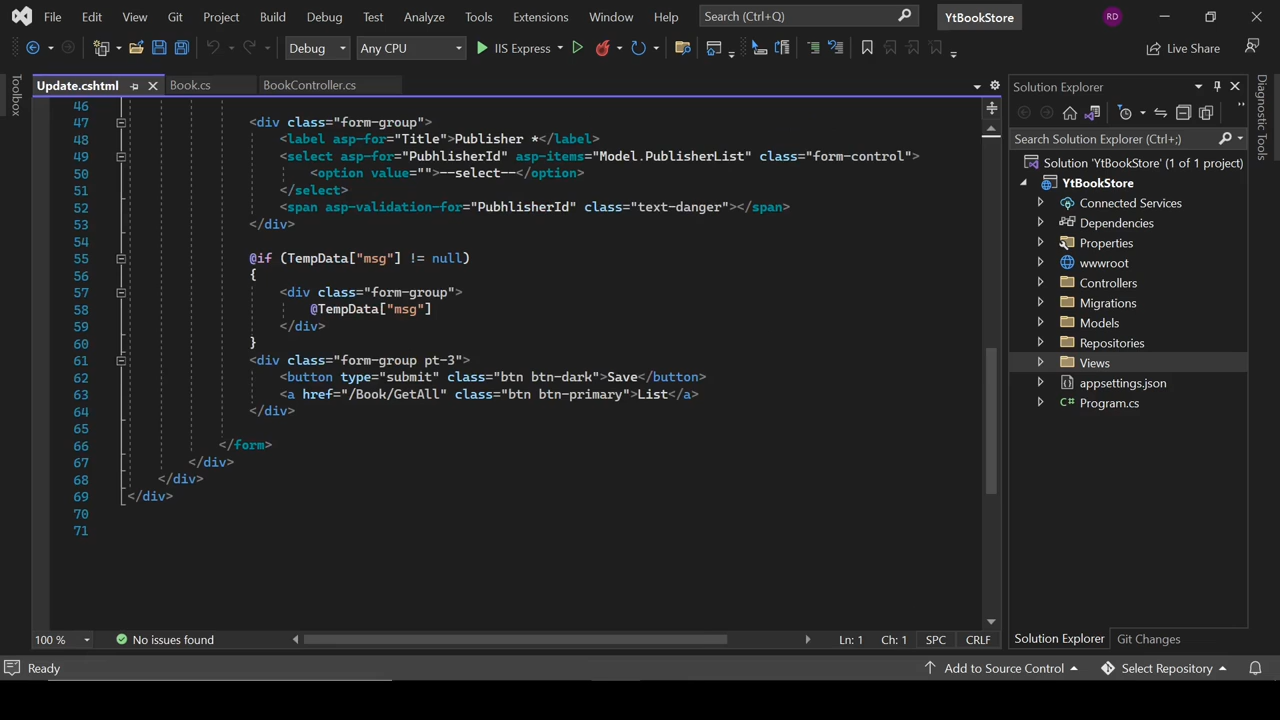 File Edit View Git Project Build Debug Test Analyze Tools Extensions Window Help Search (Ctrl+Q) YtBookStore RD
Debug Any CPU IIS Express Live Share
Toolbox
Update.cshtml Book.cs BookController.cs
46
47 <div class="form-group">
48 <label asp-for="Title">Publisher *</label>
49 <select asp-for="PubhlisherId" asp-items="Model.PublisherList" class="form-control">
50 <option value="">--select--</option>
51 </select>
52 <span asp-validation-for="PubhlisherId" class="text-danger"></span>
53 </div>
54
55 @if (TempData["msg"] != null)
56 {
57 <div class="form-group">
58 @TempData["msg"]
59 </div>
60 }
61 <div class="form-group pt-3">
62 <button type="submit" class="btn btn-dark">Save</button>
63 <a href="/Book/GetAll" class="btn btn-primary">List</a>
64 </div>
65
66 </form>
67 </div>
68 </div>
69 </div>
70
71
100 % No issues found Ln: 1 Ch: 1 SPC CRLF
Solution Explorer
Search Solution Explorer (Ctrl+;)
Solution 'YtBookStore' (1 of 1 project)
YtBookStore
Connected Services
Dependencies
Properties
wwwroot
Controllers
Migrations
Models
Repositories
Views
appsettings.json
C# Program.cs
Solution Explorer Git Changes
Diagnostic Tools
Ready Add to Source Control Select Repository